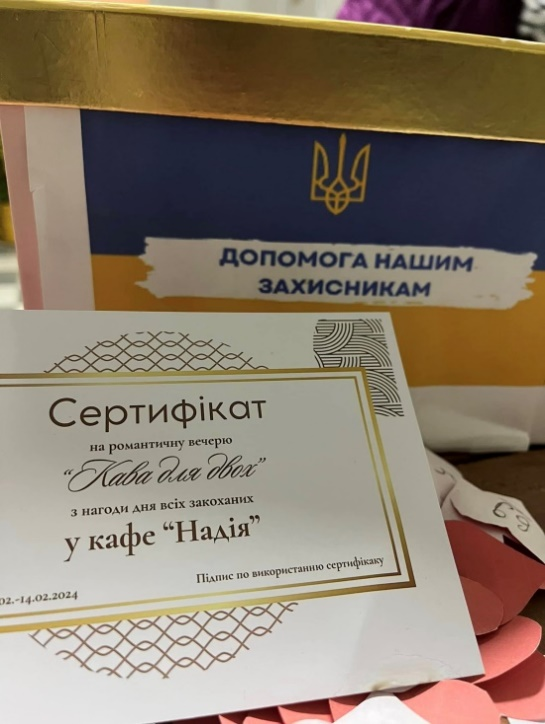 ДОПОМОГА НАШИМ
ЗАХИСНИКАМ
Сертифікат
на романтичну вечерю
“Кава для двох”
з нагоди дня всіх закоханих
у кафе “Надія”
Підпис по використанню сертифікаку
02.-14.02.2024